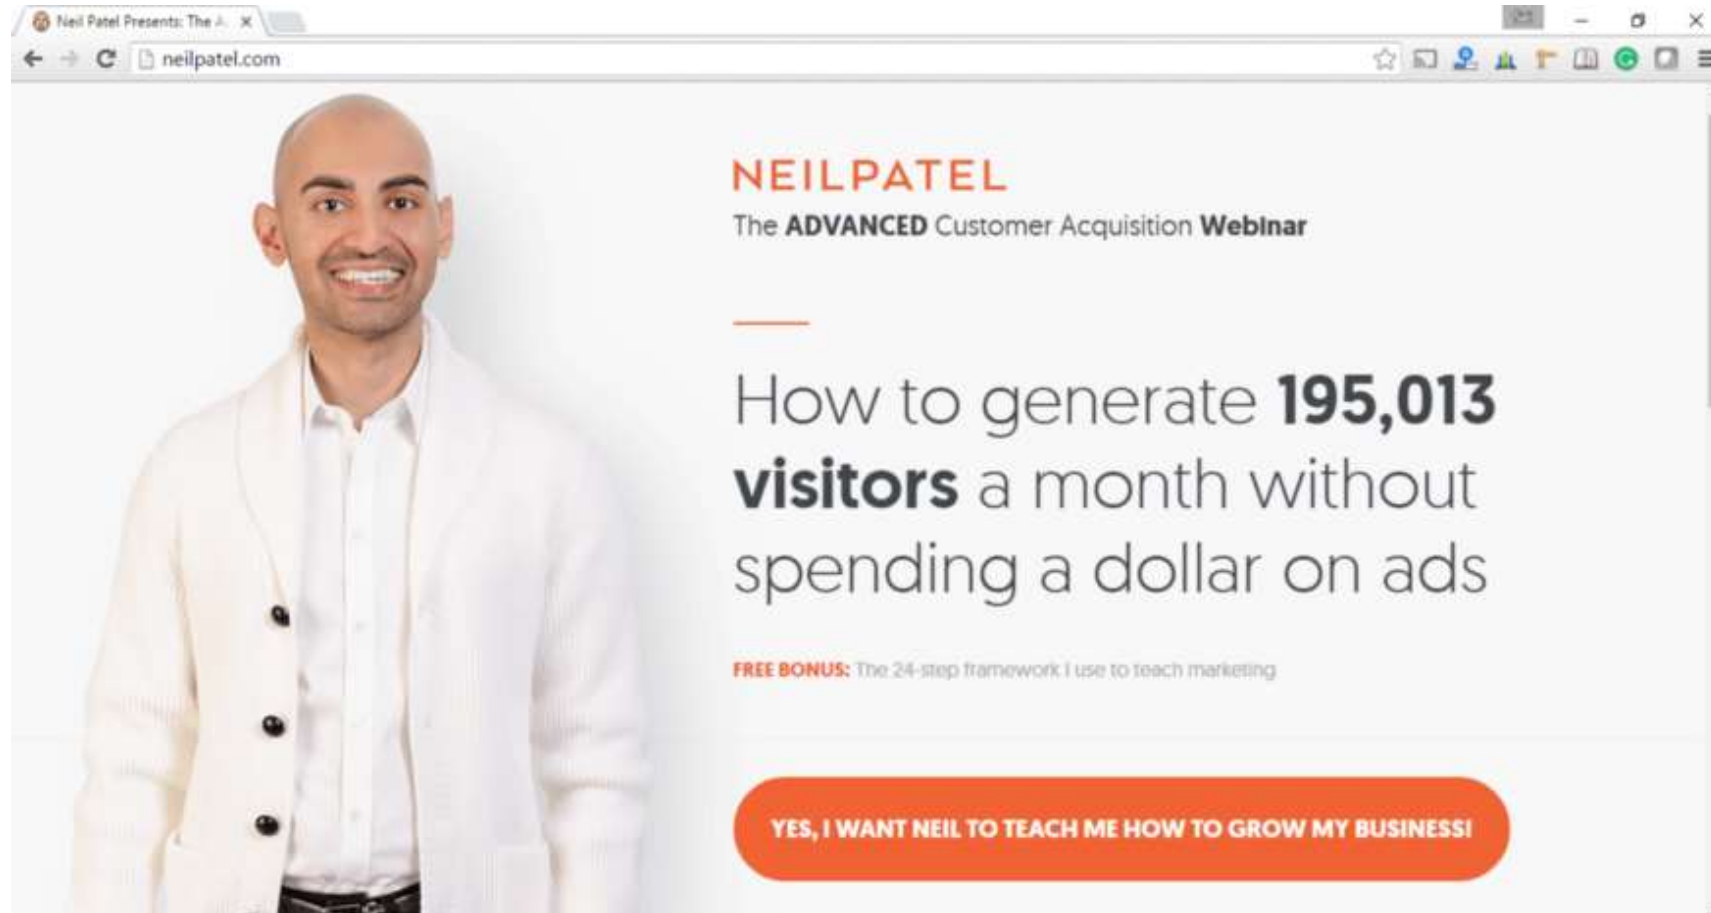 Neil Patel Presents: The A
neilpatel.com
NEILPATEL
The ADVANCED Customer Acquisition Webinar
How to generate 195,013
visitors a month without
spending a dollar on ads
FREE BONUS: The 24-step framework I use to teach marketing
YES, I WANT NEIL TO TEACH ME HOW TO GROW MY BUSINESS!